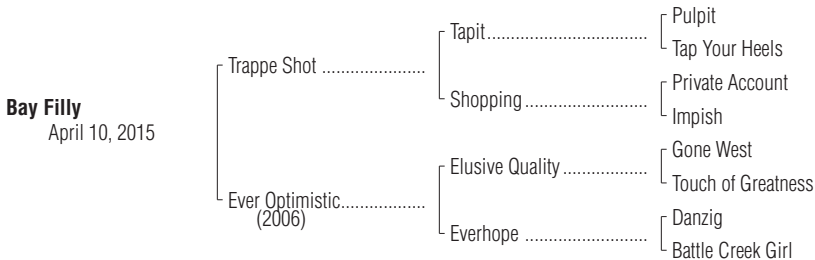 Pulpit
Tapit................................
Tap Your Heels
Trappe Shot ......................
Private Account
Shopping........................
Impish
Bay Filly
April 10, 2015
Gone West
Elusive Quality ................
Touch of Greatness
Ever Optimistic.................
(2006)
Danzig
Everhope ........................
Battle Creek Girl